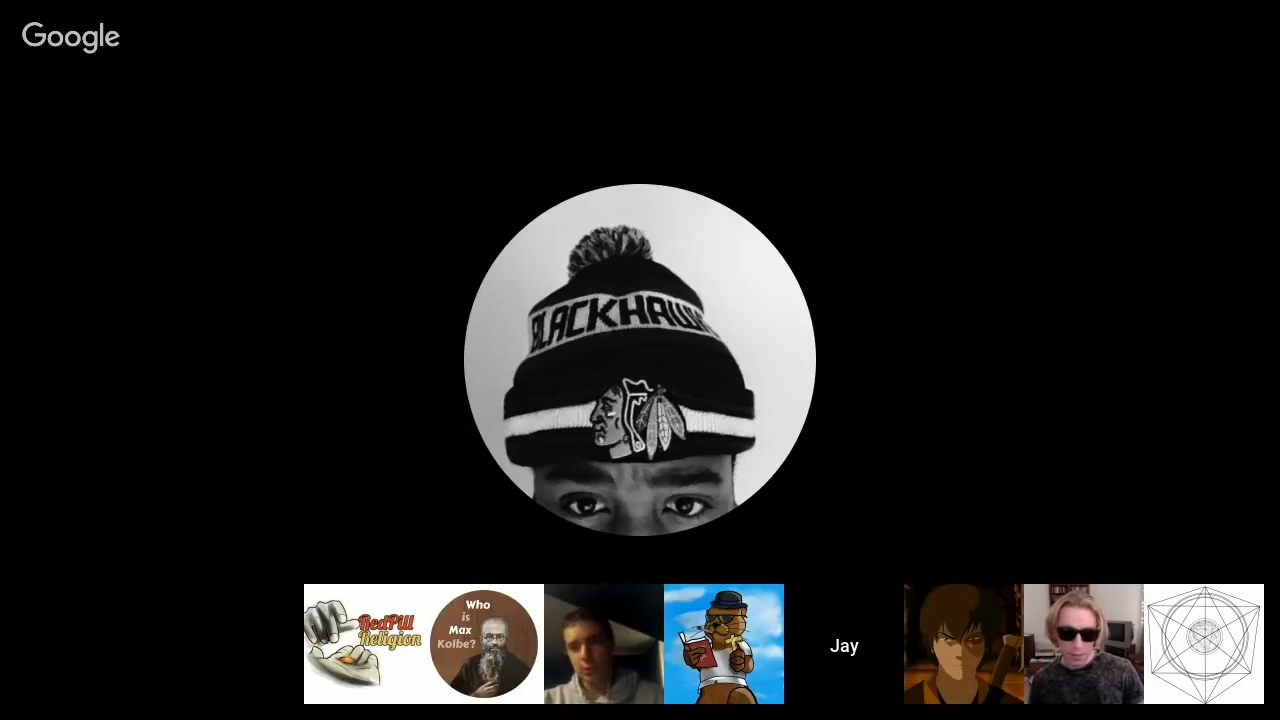 Google
BLACKHAW
RedPill
Religion
Who
is
Max
Kolbe?
Jay